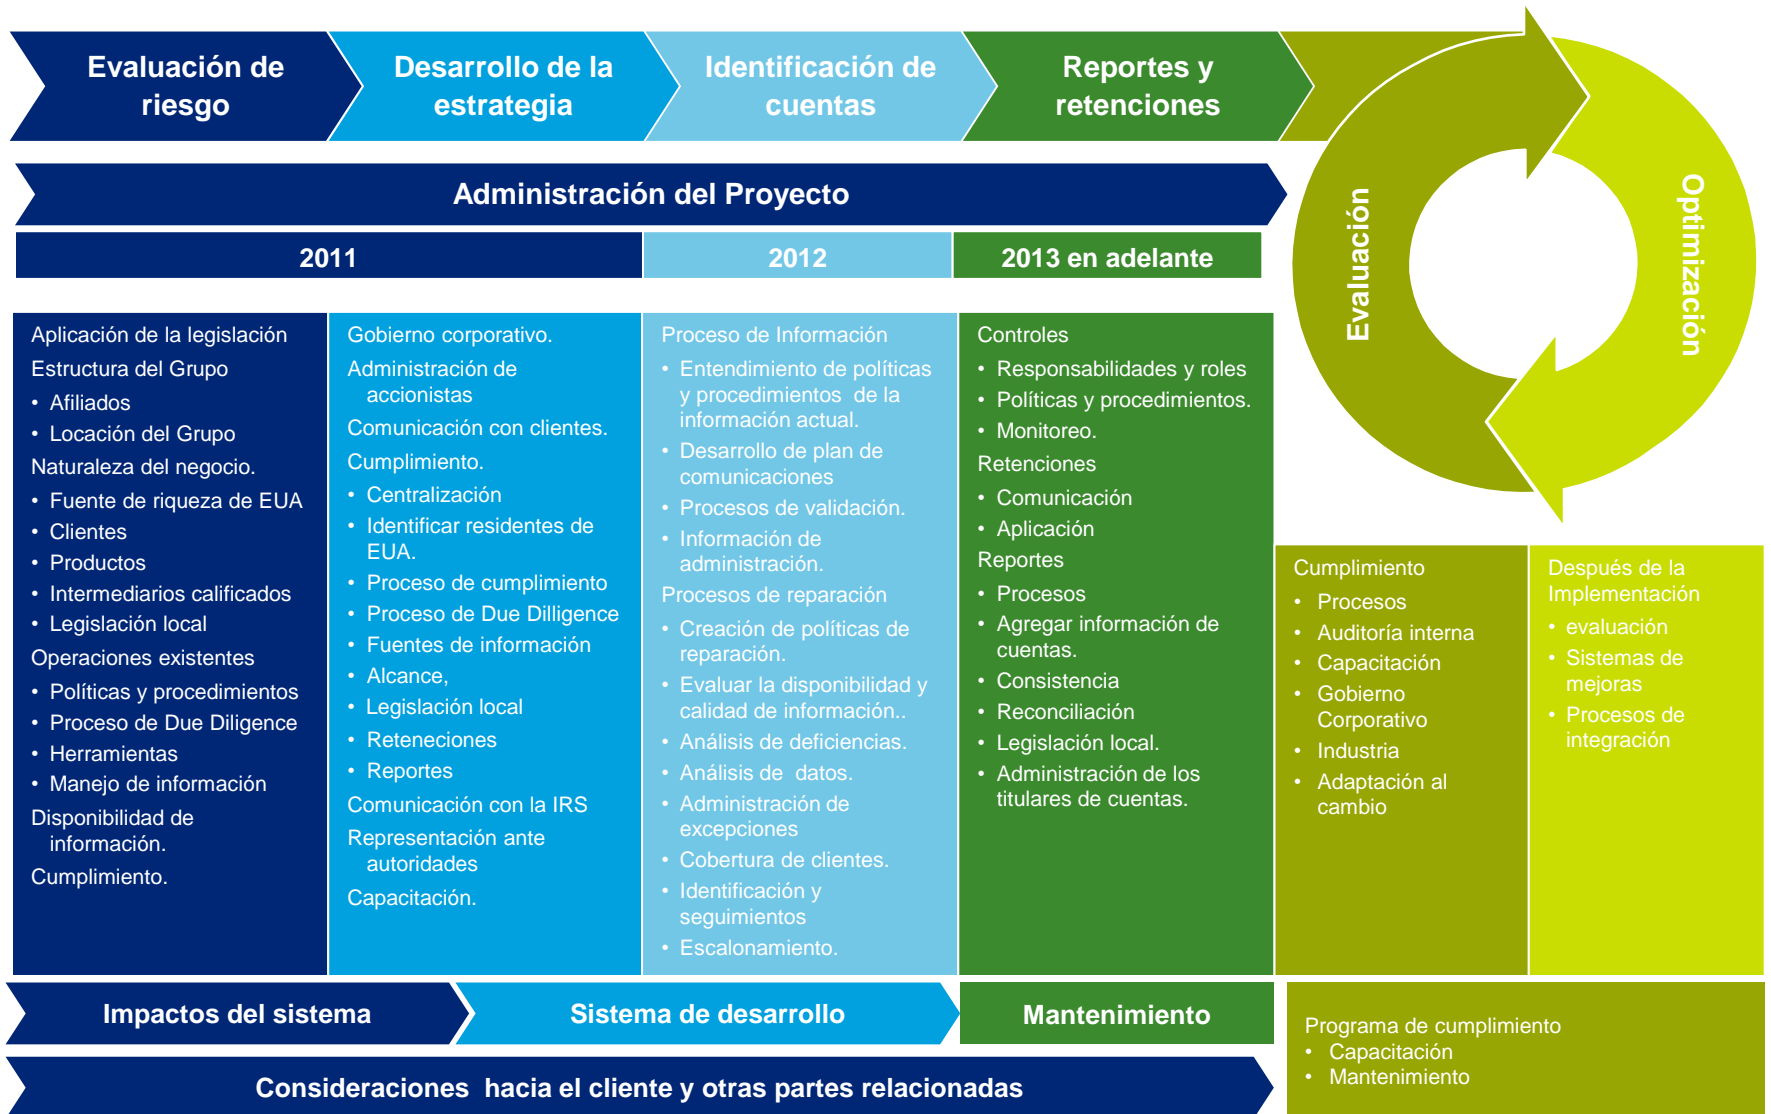 Evaluación de
riesgo
Desarrollo de la
estrategia
Identificación de
cuentas
Reportes y
retenciones
Administración del Proyecto
2011
2012
2013 en adelante
Evaluación
Optimización
Aplicación de la legislación
Estructura del Grupo
• Afiliados
• Locación del Grupo
Naturaleza del negocio.
• Fuente de riqueza de EUA
• Clientes
• Productos
• Intermediarios calificados
• Legislación local
Operaciones existentes
• Políticas y procedimientos
• Proceso de Due Diligence
• Herramientas
• Manejo de información
Disponibilidad de
información.
Cumplimiento.
Gobierno corporativo.
Administración de
accionistas
Comunicación con clientes.
Cumplimiento.
• Centralización
• Identificar residentes de
EUA.
• Proceso de cumplimiento
• Proceso de Due Dilligence
• Fuentes de información
• Alcance,
• Legislación local
• Reteneciones
• Reportes
Comunicación con la IRS
Representación ante
autoridades
Capacitación.
Proceso de Información
• Entendimiento de políticas
y procedimientos de la
información actual.
• Desarrollo de plan de
comunicaciones
• Procesos de validación.
• Información de
administración.
Procesos de reparación
• Creación de políticas de
reparación.
• Evaluar la disponibilidad y
calidad de información..
• Análisis de deficiencias.
• Análisis de datos.
• Administración de
excepciones
• Cobertura de clientes.
• Identificación y
seguimientos
• Escalonamiento.
Controles
• Responsabilidades y roles
• Políticas y procedimientos.
• Monitoreo.
Retenciones
• Comunicación
• Aplicación
Reportes
• Procesos
• Agregar información de
cuentas.
• Consistencia
• Reconciliación
• Legislación local.
• Administración de los
titulares de cuentas.
Cumplimiento
• Procesos
• Auditoría interna
• Capacitación
• Gobierno
Corporativo
• Industria
• Adaptación al
cambio
Después de la
Implementación
• evaluación
• Sistemas de
mejoras
• Procesos de
integración
Impactos del sistema
Sistema de desarrollo
Mantenimiento
Consideraciones hacia el cliente y otras partes relacionadas
Programa de cumplimiento
• Capacitación
• Mantenimiento